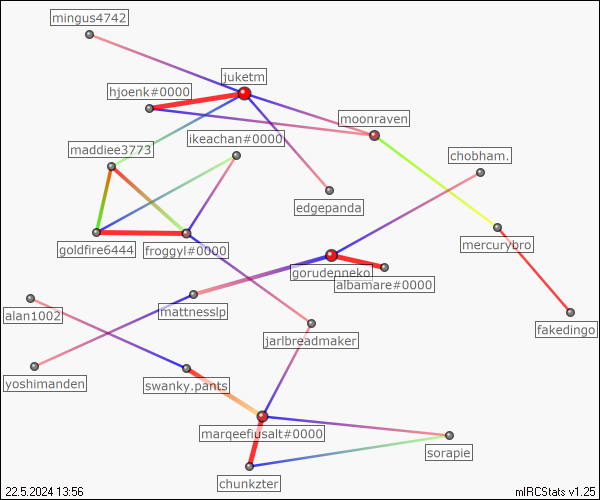 mingus4742
juketm
hjoenk#0000
moonraven
ikeachan#0000
maddiee3773
chobham.
edgepanda
goldfire6444
froggyl#0000
mercurybro
gorudenneko
albamare#0000
mattnesslp
alan1002
fakedingo
jarlbreadmaker
yoshimanden
swanky.pants
marqeefiusalt#0000
sorapie
chunkzter
22.5.2024 13:56
mIRCStats v1.25